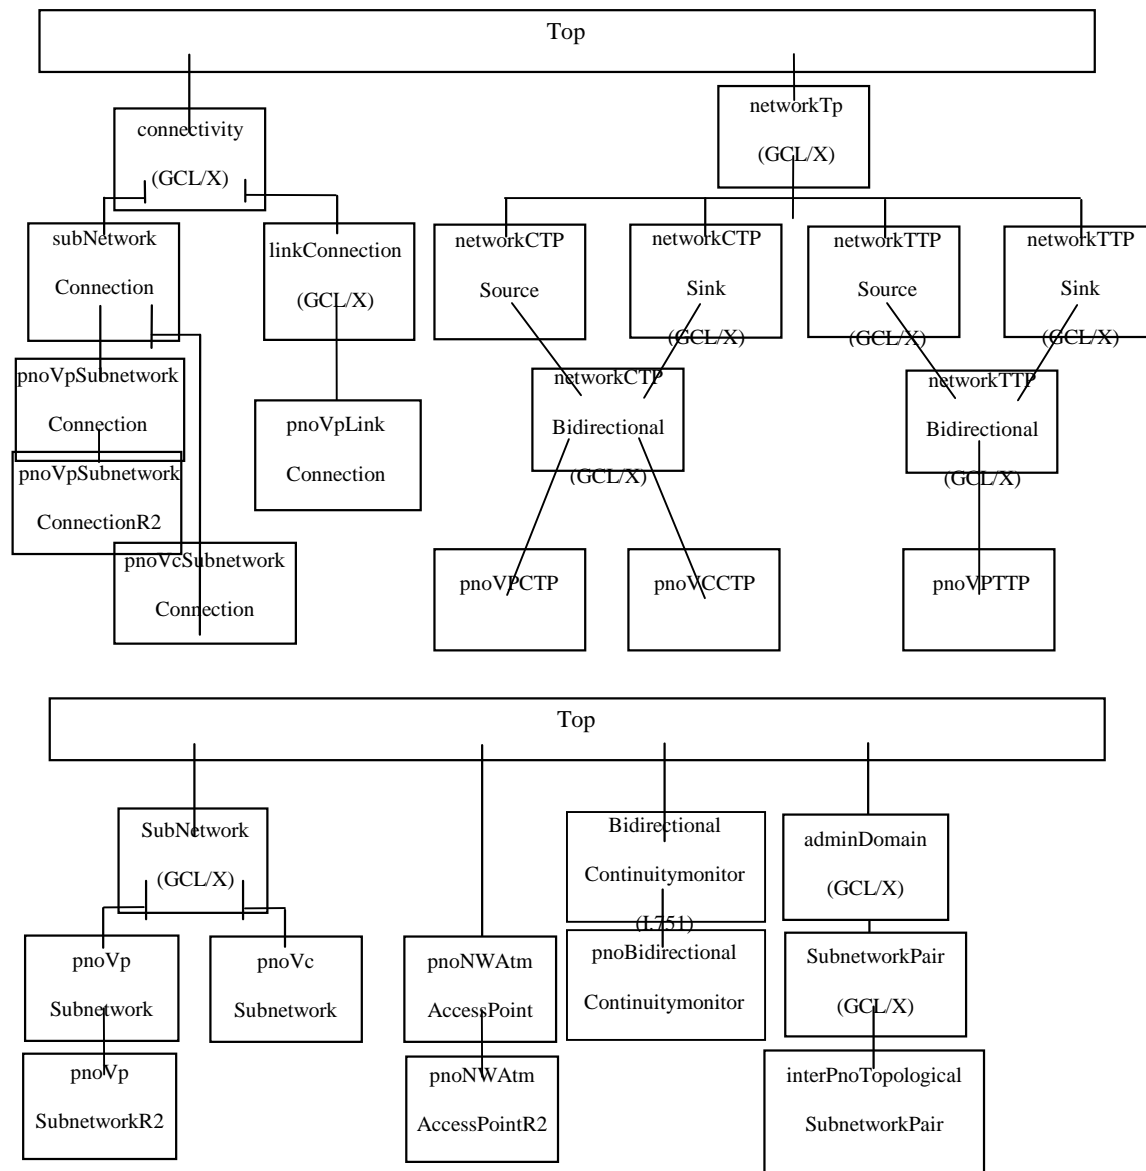 Top
connectivity
(GCL/X)
networkTp
(GCL/X)
subNetwork
Connection
linkConnection
(GCL/X)
networkCTP
Source
networkCTP
Sink
(GCL/X)
networkTTP
Source
(GCL/X)
networkTTP
Sink
(GCL/X)
pnoVpSubnetwork
Connection
pnoVpSubnetwork
ConnectionR2
pnoVcSubnetwork
Connection
pnoVpLink
Connection
networkCTP
Bidirectional
(GCL/X)
networkTTP
Bidirectional
(GCL/X)
pnoVPCTP
pnoVCCTP
pnoVPTTP
Top
SubNetwork
(GCL/X)
Bidirectional
Continuitymonitor
(I.751)
adminDomain
(GCL/X)
pnoVp
Subnetwork
pnoVc
Subnetwork
pnoNWAtm
AccessPoint
pnoBidirectional
Continuitymonitor
SubnetworkPair
(GCL/X)
pnoVp
SubnetworkR2
pnoNWAtm
AccessPointR2
interPnoTopological
SubnetworkPair